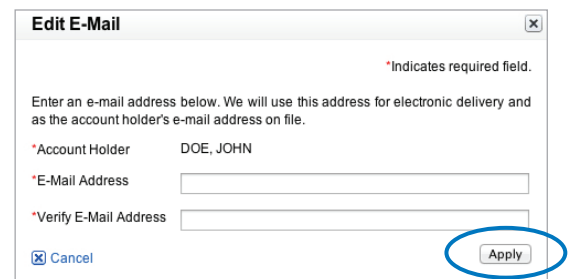 Edit E-Mail
*Indicates required field.
Enter an e-mail address below. We will use this address for electronic delivery and
as the account holder's e-mail address on file.
*Account Holder DOE, JOHN
*E-Mail Address
*Verify E-Mail Address
Cancel Apply